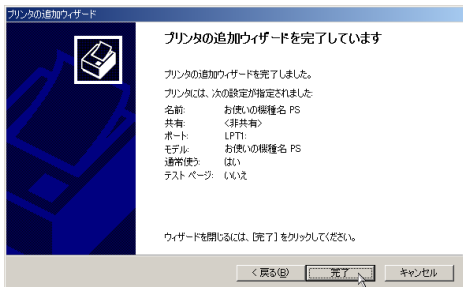 プリンタの追加ウィザード
プリンタの追加ウィザードを完了しています
プリンタの追加ウィザードを完了しました。
プリンタには、次の設定が指定されました:
名前: お使いの機種名 PS
共有: <非共有>
ポート: LPT1:
モデル: お使いの機種名 PS
通常使う: はい
テスト ページ: いいえ
ウィザードを閉じるには、[完了] をクリックしてください。
< 戻る(B) 完了 キャンセル